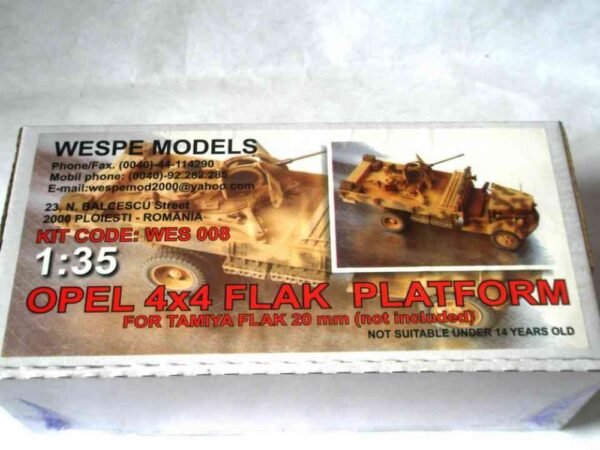 WESPE MODELS
Phone/Fax. (0040)-44-114290
Mobil phone: (0040)-92.262.285
E-mail:wespemod2000@yahoo.com
23, N. BALCESCU Street
2000 PLOIESTI - ROMÂNIA
KIT CODE: WES 008
1:35
OPEL 4x4 FLAK PLATFORM
FOR TAMIYA FLAK 20 mm (not included)
NOT SUITABLE UNDER 14 YEARS OLD